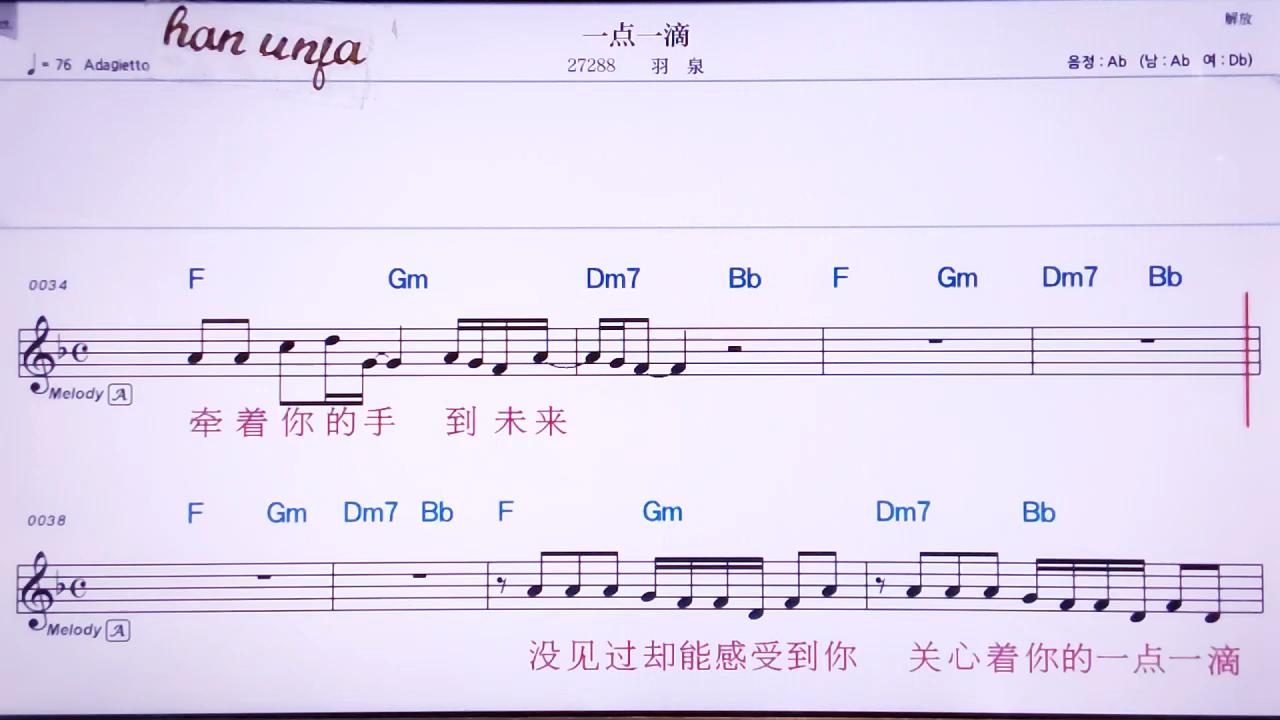 han unfa
一点一滴
解放
♩= 76 Adagietto
27288 羽 泉
음정 : Ab (남 : Ab 여 : Db)
0034
F Gm Dm7 Bb F Gm Dm7 Bb
Melody A
牵着你的手 到未来
0038
F Gm Dm7 Bb F Gm Dm7 Bb
Melody A
没见过却能感受到你 关心着你的一点一滴